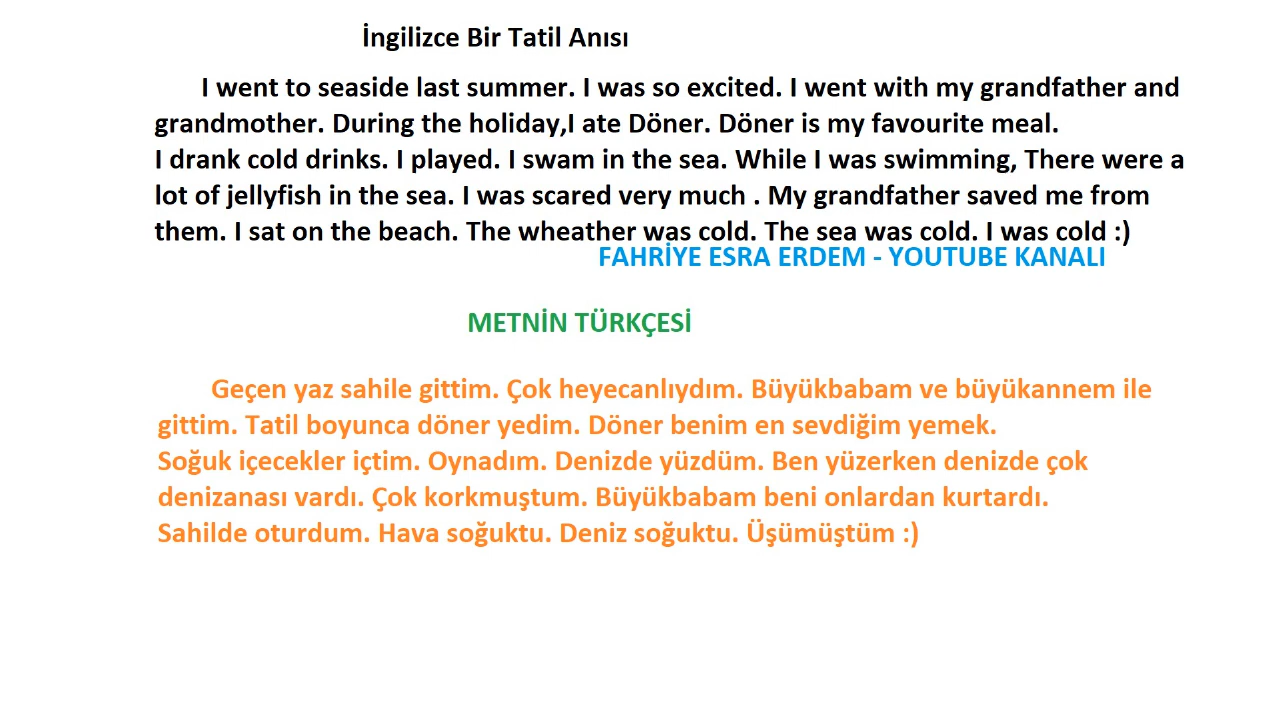 İngilizce Bir Tatil Anısı
I went to seaside last summer. I was so excited. I went with my grandfather and
grandmother. During the holiday,I ate Döner. Döner is my favourite meal.
I drank cold drinks. I played. I swam in the sea. While I was swimming, There were a
lot of jellyfish in the sea. I was scared very much . My grandfather saved me from
them. I sat on the beach. The wheather was cold. The sea was cold. I was cold :)
FAHRİYE ESRA ERDEM - YOUTUBE KANALI
METNİN TÜRKÇESİ
Geçen yaz sahile gittim. Çok heyecanlıydım. Büyükbabam ve büyükannem ile
gittim. Tatil boyunca döner yedim. Döner benim en sevdiğim yemek.
Soğuk içecekler içtim. Oynadım. Denizde yüzdüm. Ben yüzerken denizde çok
denizanası vardı. Çok korkmuştum. Büyükbabam beni onlardan kurtardı.
Sahilde oturdum. Hava soğuktu. Deniz soğuktu. Üşümüştüm :)